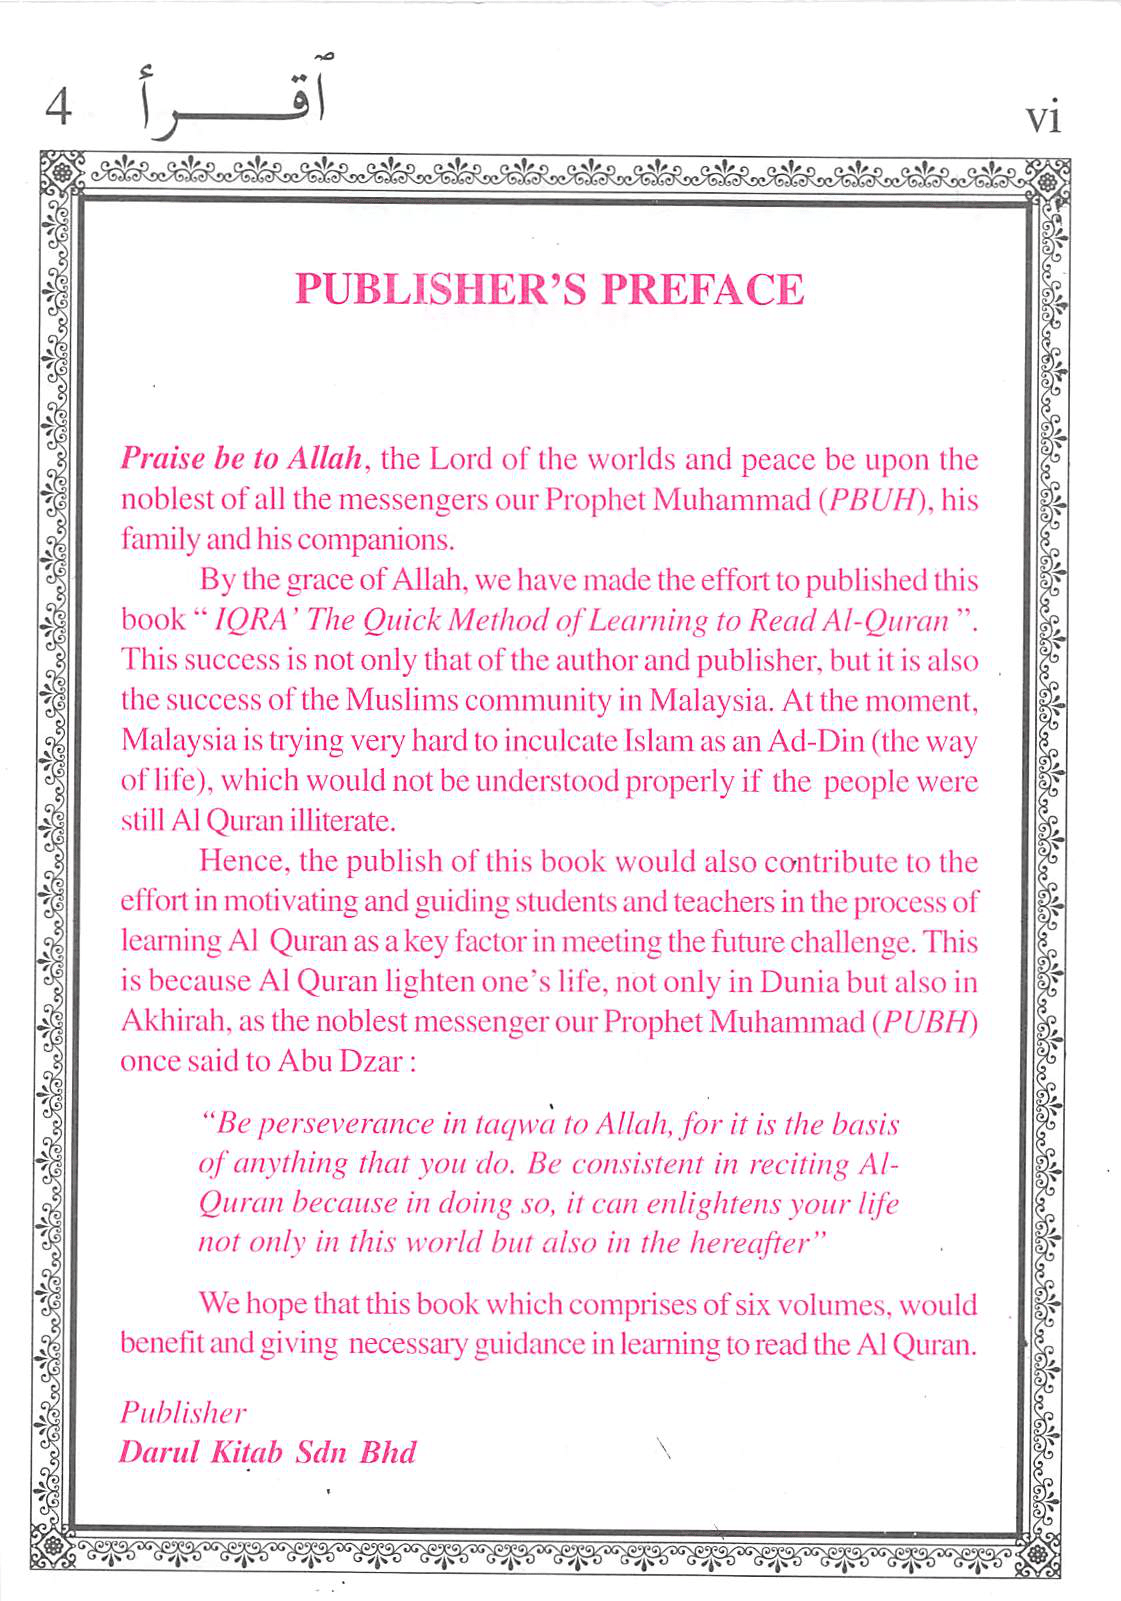 4 ٱقـــرأ vi
PUBLISHER'S PREFACE
Praise be to Allah, the Lord of the worlds and peace be upon the
noblest of all the messengers our Prophet Muhammad (PBUH), his
family and his companions.
By the grace of Allah, we have made the effort to published this
book “ IQRA’ The Quick Method of Learning to Read Al-Quran ”.
This success is not only that of the author and publisher, but it is also
the success of the Muslims community in Malaysia. At the moment,
Malaysia is trying very hard to inculcate Islam as an Ad-Din (the way
of life), which would not be understood properly if the people were
still Al Quran illiterate.
Hence, the publish of this book would also contribute to the
effort in motivating and guiding students and teachers in the process of
learning Al Quran as a key factor in meeting the future challenge. This
is because Al Quran lighten one’s life, not only in Dunia but also in
Akhirah, as the noblest messenger our Prophet Muhammad (PUBH)
once said to Abu Dzar :
“Be perseverance in taqwa to Allah, for it is the basis
of anything that you do. Be consistent in reciting Al-
Quran because in doing so, it can enlightens your life
not only in this world but also in the hereafter”
We hope that this book which comprises of six volumes, would
benefit and giving necessary guidance in learning to read the Al Quran.
Publisher
Darul Kitab Sdn Bhd